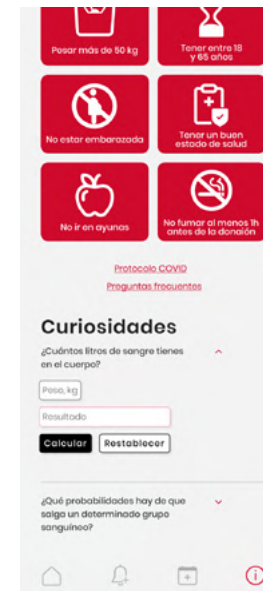 Pesar más de 50 kg
Tener entre 18
y 65 años
No estar embarazada
Tener un buen
estado de salud
No ir en ayunas
No fumar al menos 1h
antes de la donaión
Protocolo COVID
Preguntas frecuentes
Curiosidades
¿Cuántos litros de sangre tienes
en el cuerpo?
Peso, kg
Resultado
Calcular
Restablecer
¿Qué probabilidades hay de que
salga un determinado grupo
sanguíneo?